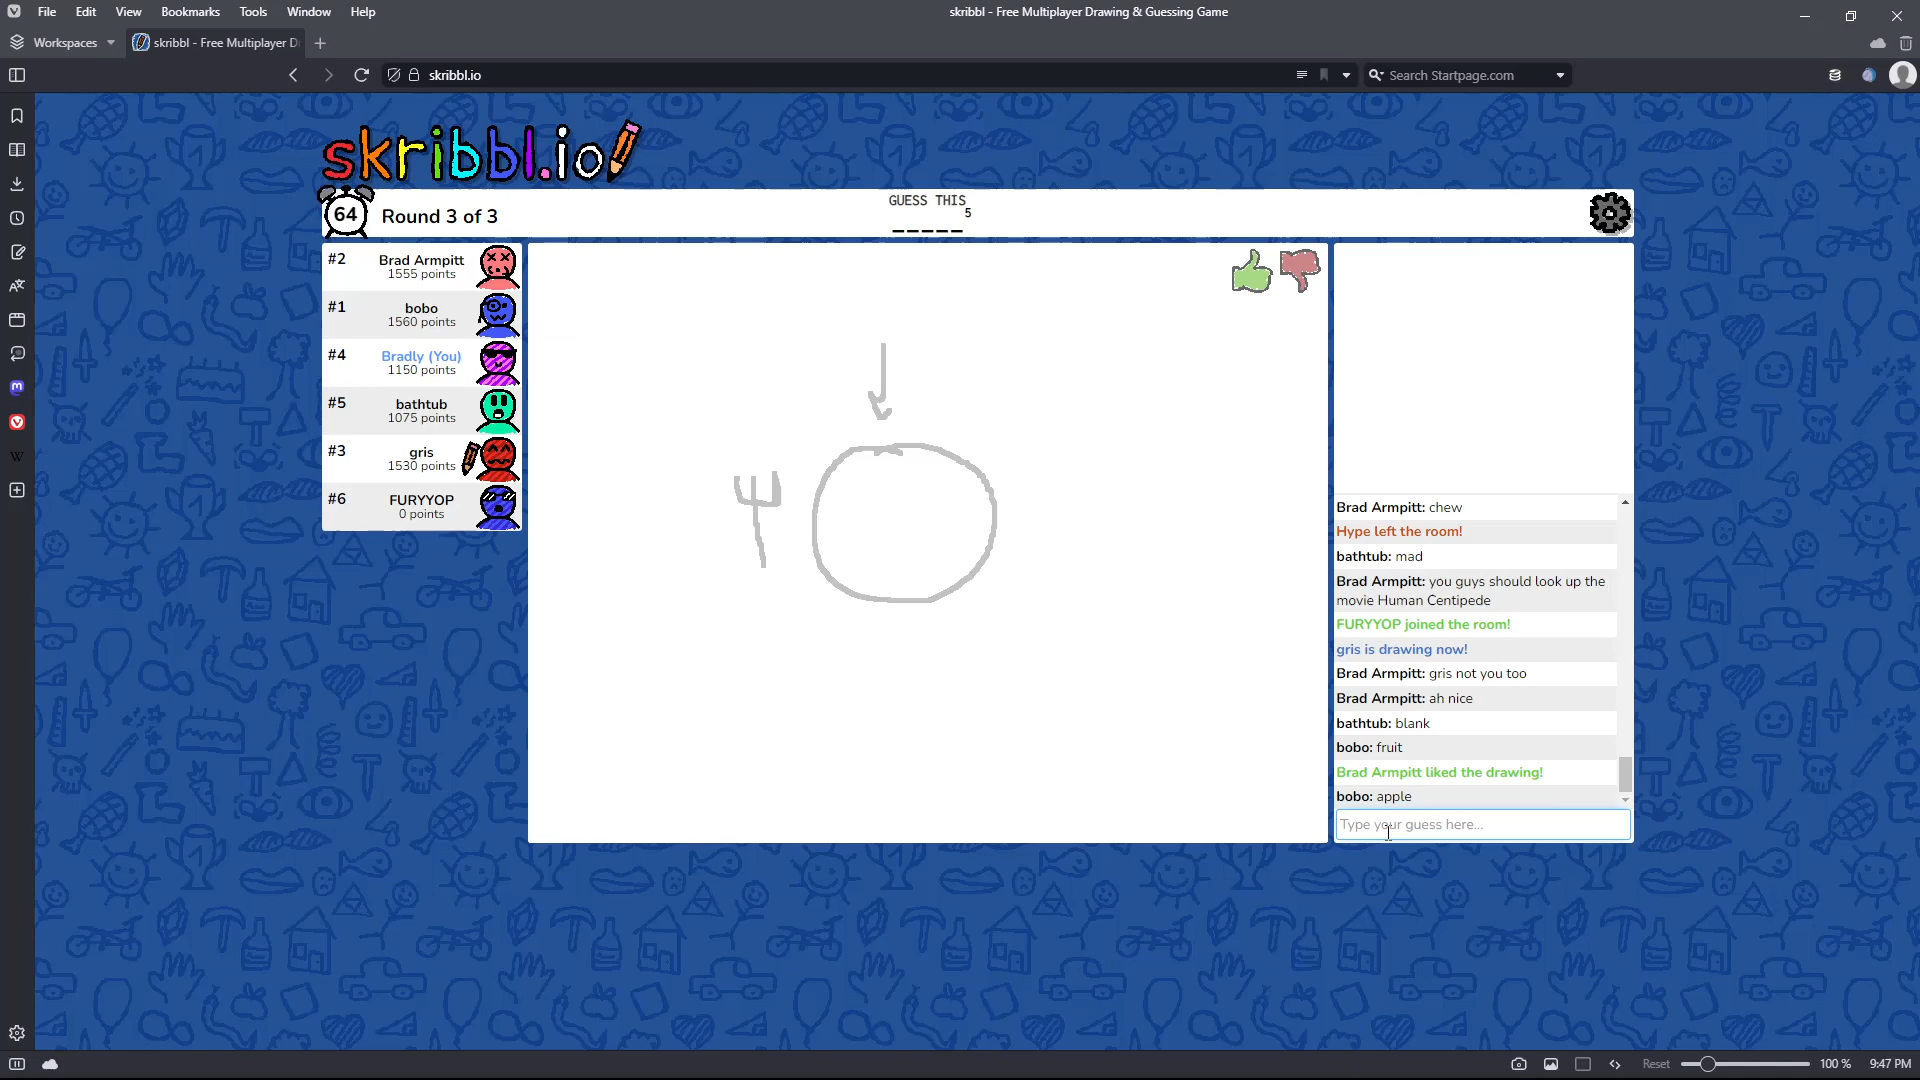 File Edit View Bookmarks Tools Window Help
skribbl - Free Multiplayer Drawing & Guessing Game
Workspaces
skribbl - Free Multiplayer D
skribbl.io
Search Startpage.com
skribbl.io
64
Round 3 of 3
GUESS THIS
5
_____
#2
Brad Armpitt
1555 points
#1
bobo
1560 points
#4
Bradly (You)
1150 points
#5
bathtub
1075 points
#3
gris
1530 points
#6
FURYYOP
0 points
Brad Armpitt: chew
Hype left the room!
bathtub: mad
Brad Armpitt: you guys should look up the
movie Human Centipede
FURYYOP joined the room!
gris is drawing now!
Brad Armpitt: gris not you too
Brad Armpitt: ah nice
bathtub: blank
bobo: fruit
Brad Armpitt liked the drawing!
bobo: apple
Type your guess here...
Reset
100 %
9:47 PM